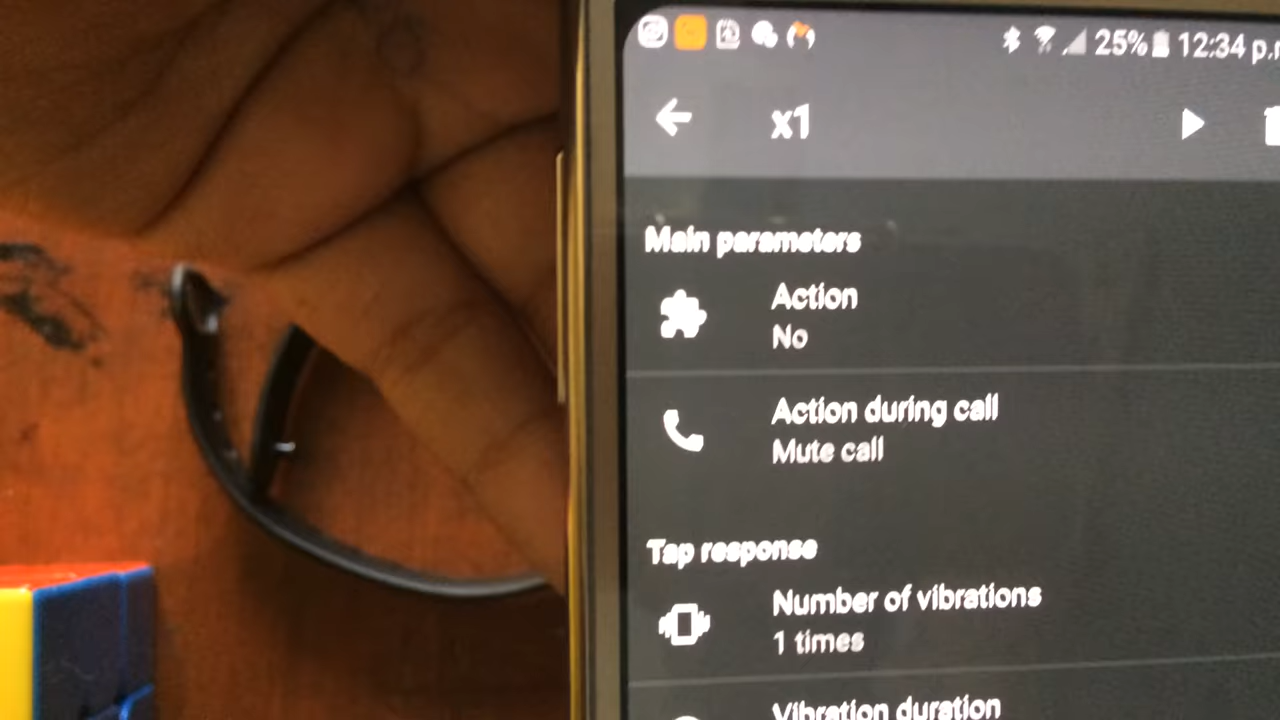 25% 12:34 p.
x1
Main parameters
Action
No
Action during call
Mute call
Tap response
Number of vibrations
1 times
Vibration duration